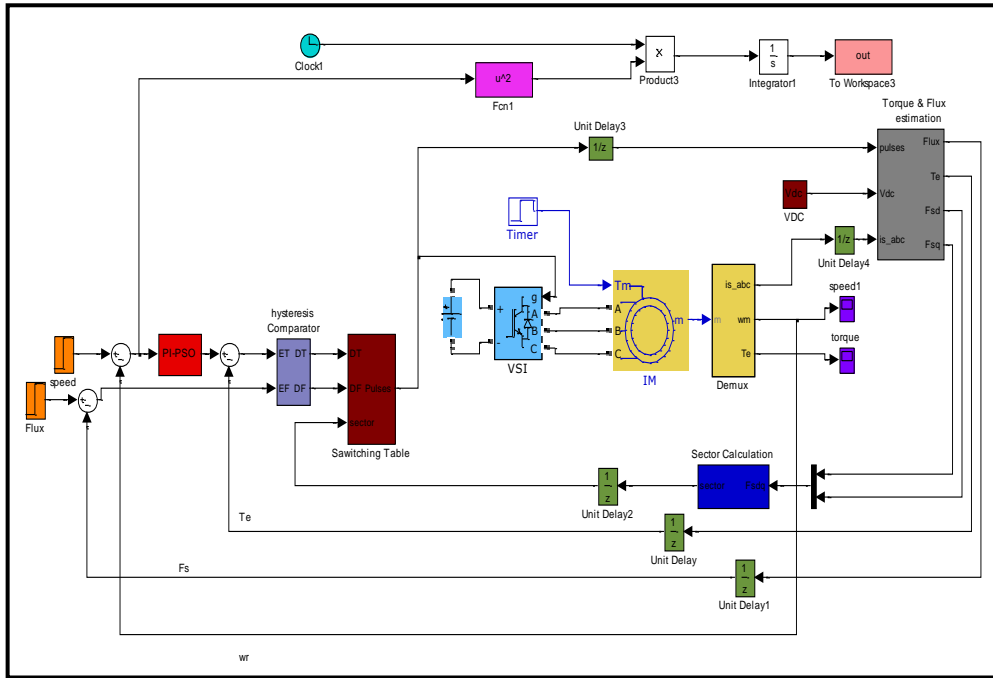 Clock1
u^2
Fcn1
X
Product3
1
s
Integrator1
out
To Workspace3
Torque & Flux
estimation
pulses
Vdc
is_abc
Flux
Te
Fsd
Fsq
Unit Delay3
1/z
Vdc
VDC
1/z
Unit Delay4
Timer
g
+
-
A
B
C
VSI
Tm
A
B
C
m
IM
m
is_abc
wm
Te
Demux
speed1
torque
speed
Flux
PI-PSO
hysteresis
Comparator
ET DT
EF DF
DT
DF Pulses
sector
Sawitching Table
Sector Calculation
sector
1
z
Unit Delay2
1
z
Unit Delay
1
z
Unit Delay1
Te
Fs
wr